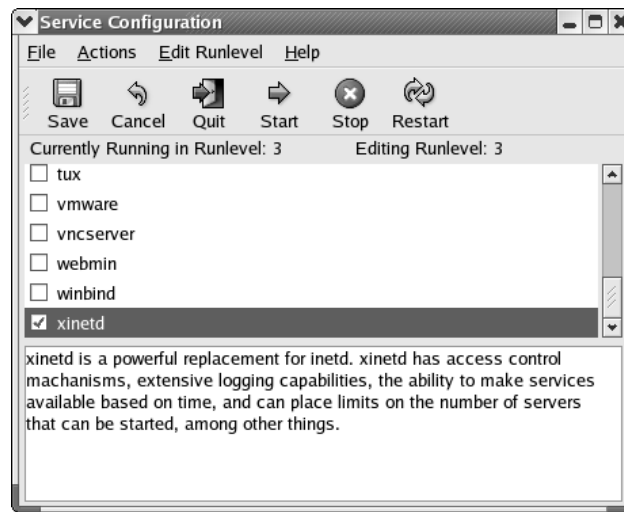 Service Configuration
File Actions Edit Runlevel Help
Save Cancel Quit Start Stop Restart
Currently Running in Runlevel: 3 Editing Runlevel: 3
tux
vmware
vncserver
webmin
winbind
xinetd
xinetd is a powerful replacement for inetd. xinetd has access control
machanisms, extensive logging capabilities, the ability to make services
available based on time, and can place limits on the number of servers
that can be started, among other things.